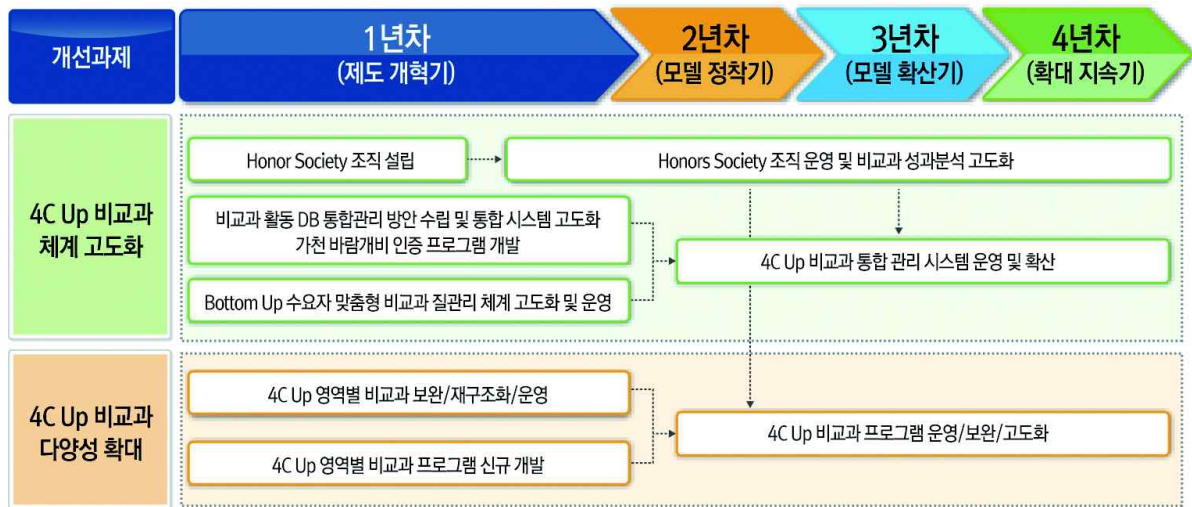 개선과제
1년차
(제도 개혁기)
2년차
(모델 정착기)
3년차
(모델 확산기)
4년차
(확대 지속기)
4C Up 비교과
체계 고도화
Honor Society 조직 설립
Honors Society 조직 운영 및 비교과 성과분석 고도화
비교과 활동 DB 통합관리 방안 수립 및 통합 시스템 고도화
가천 바람개비 인증 프로그램 개발
4C Up 비교과 통합 관리 시스템 운영 및 확산
Bottom Up 수요자 맞춤형 비교과 질관리 체계 고도화 및 운영
4C Up 비교과
다양성 확대
4C Up 영역별 비교과 보완/재구조화/운영
4C Up 비교과 프로그램 운영/보완/고도화
4C Up 영역별 비교과 프로그램 신규 개발